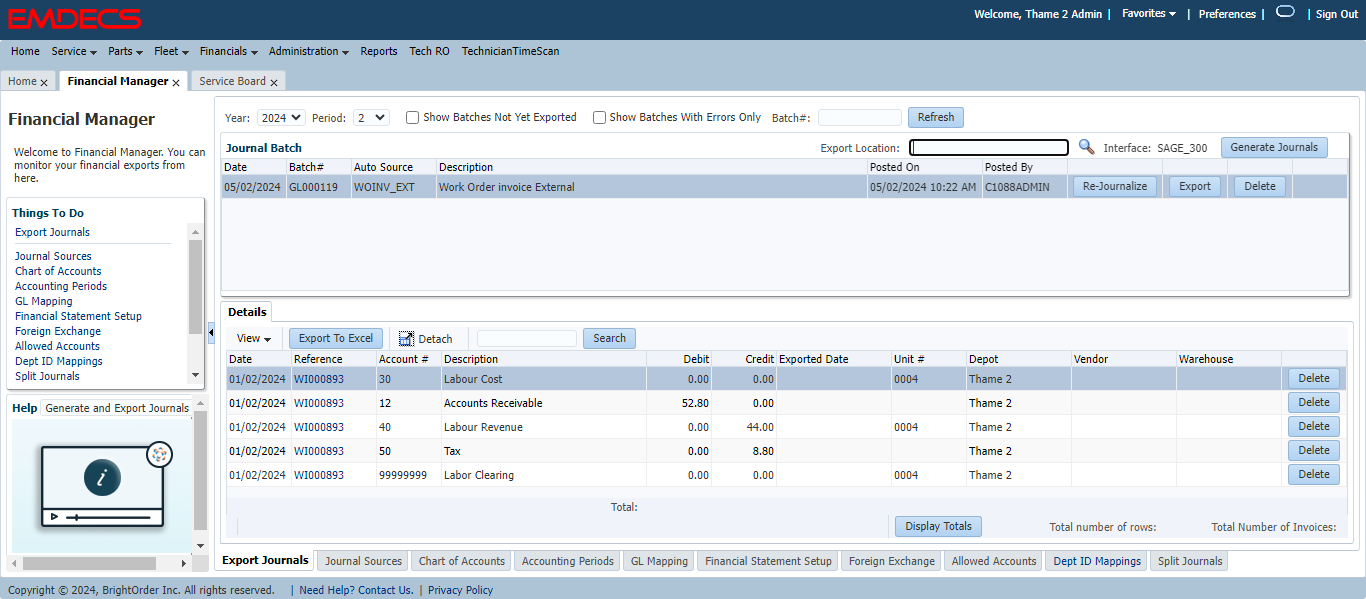 EMDECS
Welcome, Thame 2 Admin | Favorites | Preferences | | Sign Out
Home Service Parts Fleet Financials Administration Reports Tech RO TechnicianTimeScan
Home x Financial Manager x Service Board x
Financial Manager
Welcome to Financial Manager. You can
monitor your financial exports from
here.
Things To Do
Export Journals
Journal Sources
Chart of Accounts
Accounting Periods
GL Mapping
Financial Statement Setup
Foreign Exchange
Allowed Accounts
Dept ID Mappings
Split Journals
Help Generate and Export Journals
i
Year: 2024 Period: 2 Show Batches Not Yet Exported Show Batches With Errors Only Batch#: Refresh
Journal Batch Export Location: Interface: SAGE_300 Generate Journals
Date Batch# Auto Source Description Posted On Posted By
05/02/2024 GL000119 WOINV_EXT Work Order invoice External 05/02/2024 10:22 AM C1088ADMIN Re-Journalize Export Delete
Details
View Export To Excel Detach Search
Date Reference Account # Description Debit Credit Exported Date Unit # Depot Vendor Warehouse
01/02/2024 WI000893 30 Labour Cost 0.00 0.00 0004 Thame 2 Delete
01/02/2024 WI000893 12 Accounts Receivable 52.80 0.00 Thame 2 Delete
01/02/2024 WI000893 40 Labour Revenue 0.00 44.00 0004 Thame 2 Delete
01/02/2024 WI000893 50 Tax 0.00 8.80 Thame 2 Delete
01/02/2024 WI000893 99999999 Labor Clearing 0.00 0.00 0004 Thame 2 Delete
Total:
Display Totals Total number of rows: Total Number of Invoices:
Export Journals Journal Sources Chart of Accounts Accounting Periods GL Mapping Financial Statement Setup Foreign Exchange Allowed Accounts Dept ID Mappings Split Journals
Copyright © 2024, BrightOrder Inc. All rights reserved. | Need Help? Contact Us. | Privacy Policy